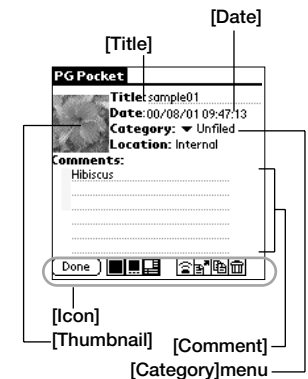 [Date]
[Title]
PG Pocket
Title: sample01
Date: 00/08/01 09:47:13
Category: ▼ Unfiled
Location: Internal
Comments:
Hibiscus
Done
[Icon]
[Thumbnail]
[Comment]
[Category]menu